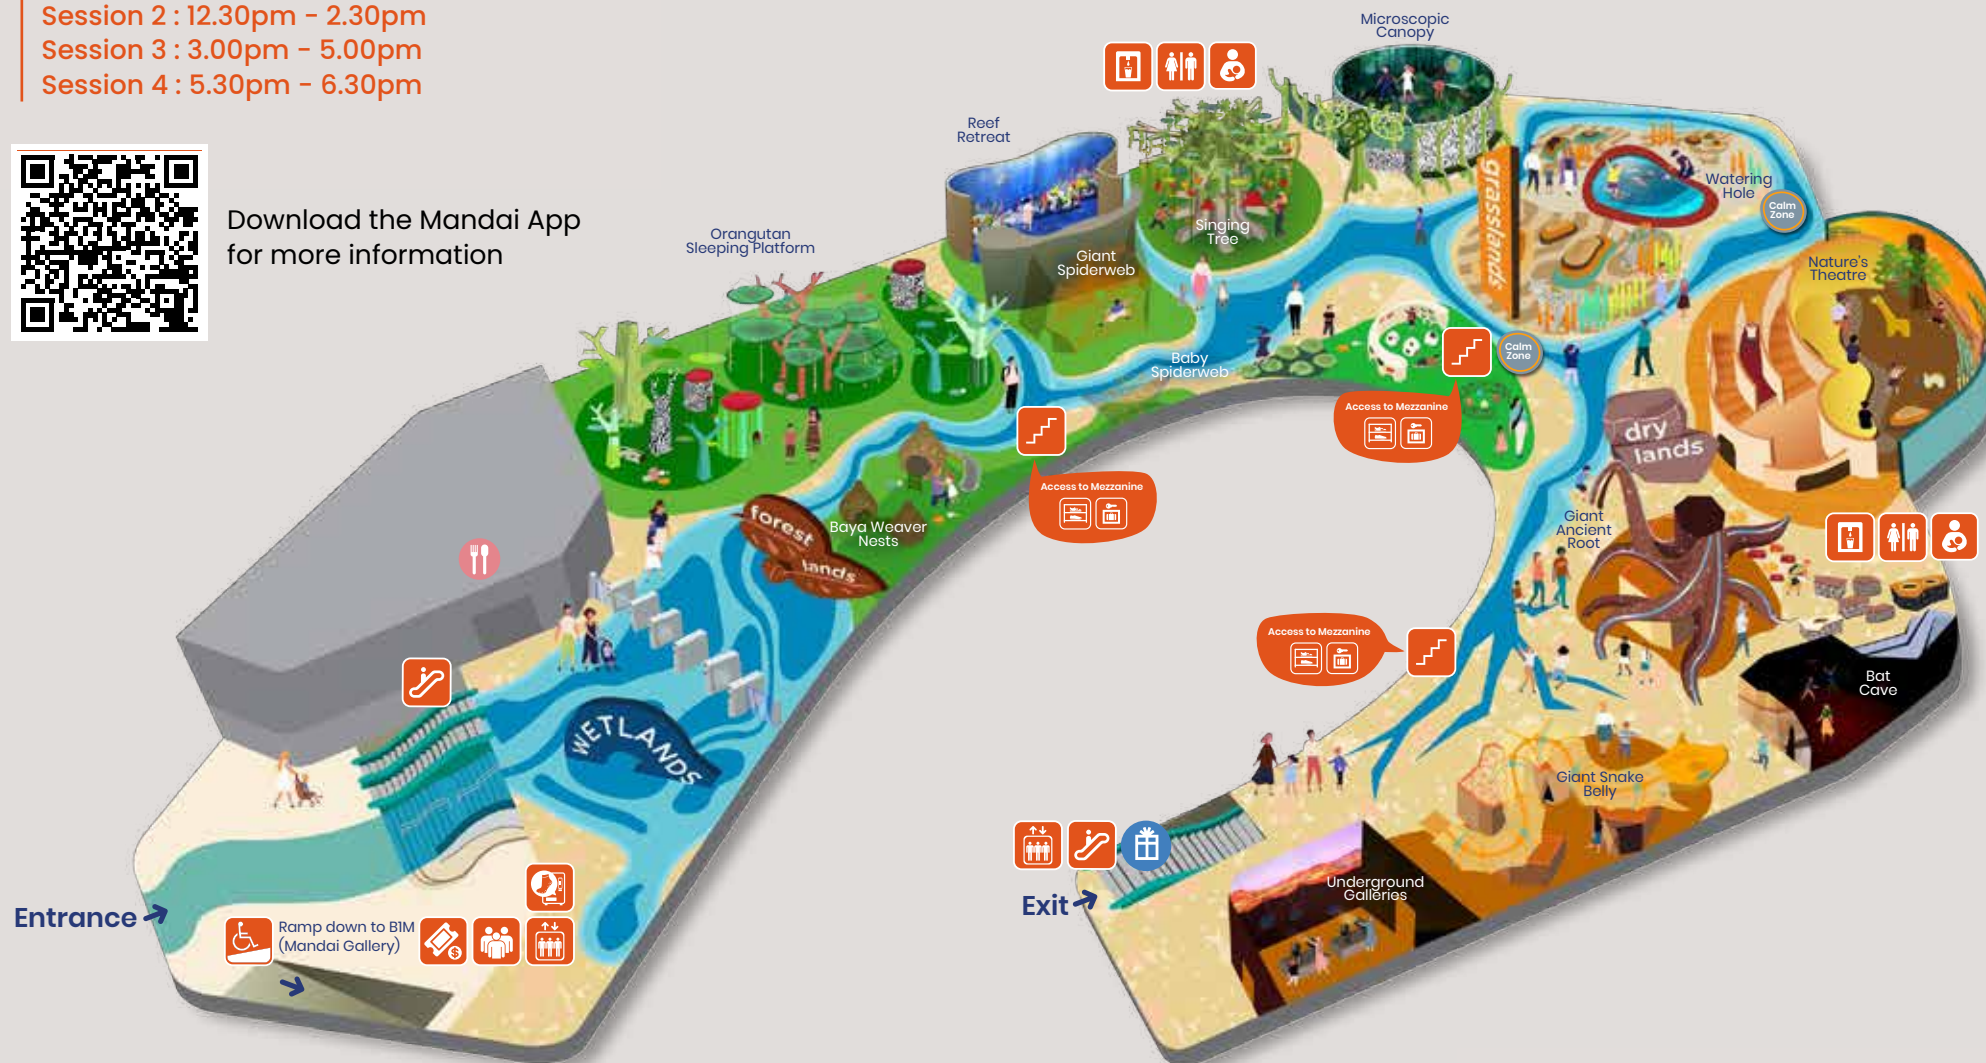 Session 2 : 12.30pm - 2.30pm
Session 3 : 3.00pm - 5.00pm
Session 4 : 5.30pm - 6.30pm
Download the Mandai App
for more information
Microscopic
Canopy
Reef
Retreat
Orangutan
Sleeping Platform
Singing
Tree
Giant
Spiderweb
grasslands
Watering
Hole
Calm
Zone
Nature's
Theatre
Baby
Spiderweb
Calm
Zone
Access to Mezzanine
dry
lands
Access to Mezzanine
forest
lands
Baya Weaver
Nests
Giant
Ancient
Root
Access to Mezzanine
Bat
Cave
WETLANDS
Giant Snake
Belly
Underground
Galleries
Exit
Entrance
Ramp down to B1M
(Mandai Gallery)
$